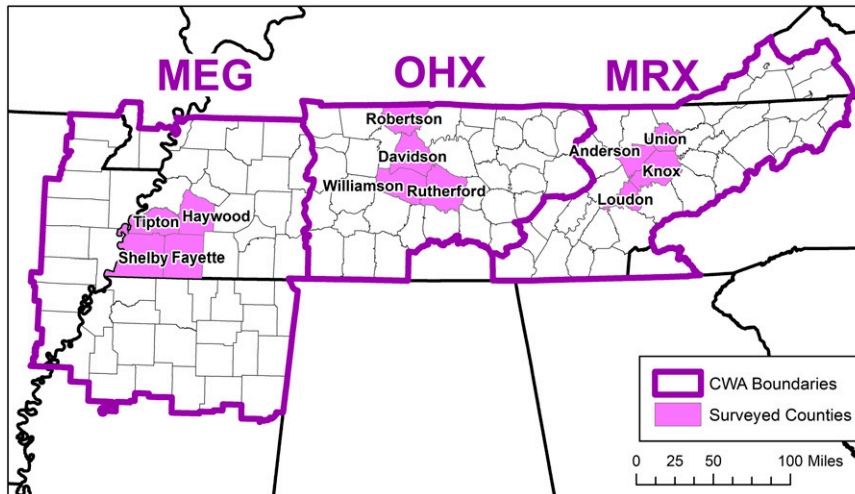 MEG
OHX
MRX
Robertson
Davidson
Williamson
Rutherford
Anderson
Union
Knox
Loudon
Tipton
Haywood
Shelby
Fayette
CWA Boundaries
Surveyed Counties
0 25 50 100 Miles